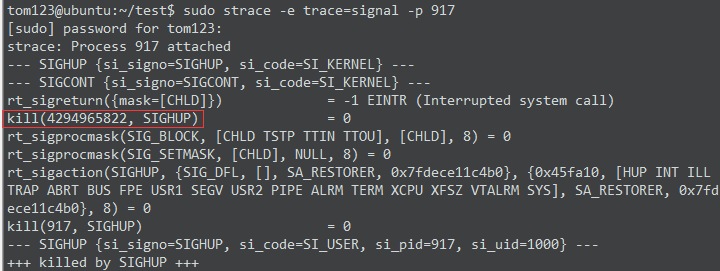 tom123@ubuntu:~/test$ sudo strace -e trace=signal -p 917
[sudo] password for tom123:
strace: Process 917 attached
--- SIGHUP {si_signo=SIGHUP, si_code=SI_KERNEL} ---
--- SIGCONT {si_signo=SIGCONT, si_code=SI_KERNEL} ---
rt_sigreturn({mask=[CHLD]}) = -1 EINTR (Interrupted system call)
kill(4294965822, SIGHUP) = 0
rt_sigprocmask(SIG_BLOCK, [CHLD TSTP TTIN TTOU], [CHLD], 8) = 0
rt_sigprocmask(SIG_SETMASK, [CHLD], NULL, 8) = 0
rt_sigaction(SIGHUP, {SIG_DFL, [], SA_RESTORER, 0x7fdece11c4b0}, {0x45fa10, [HUP INT ILL
TRAP ABRT BUS FPE USR1 SEGV USR2 PIPE ALRM TERM XCPU XFSZ VTALRM SYS], SA_RESTORER, 0x7fd
ece11c4b0}, 8) = 0
kill(917, SIGHUP) = 0
--- SIGHUP {si_signo=SIGHUP, si_code=SI_USER, si_pid=917, si_uid=1000} ---
+++ killed by SIGHUP +++